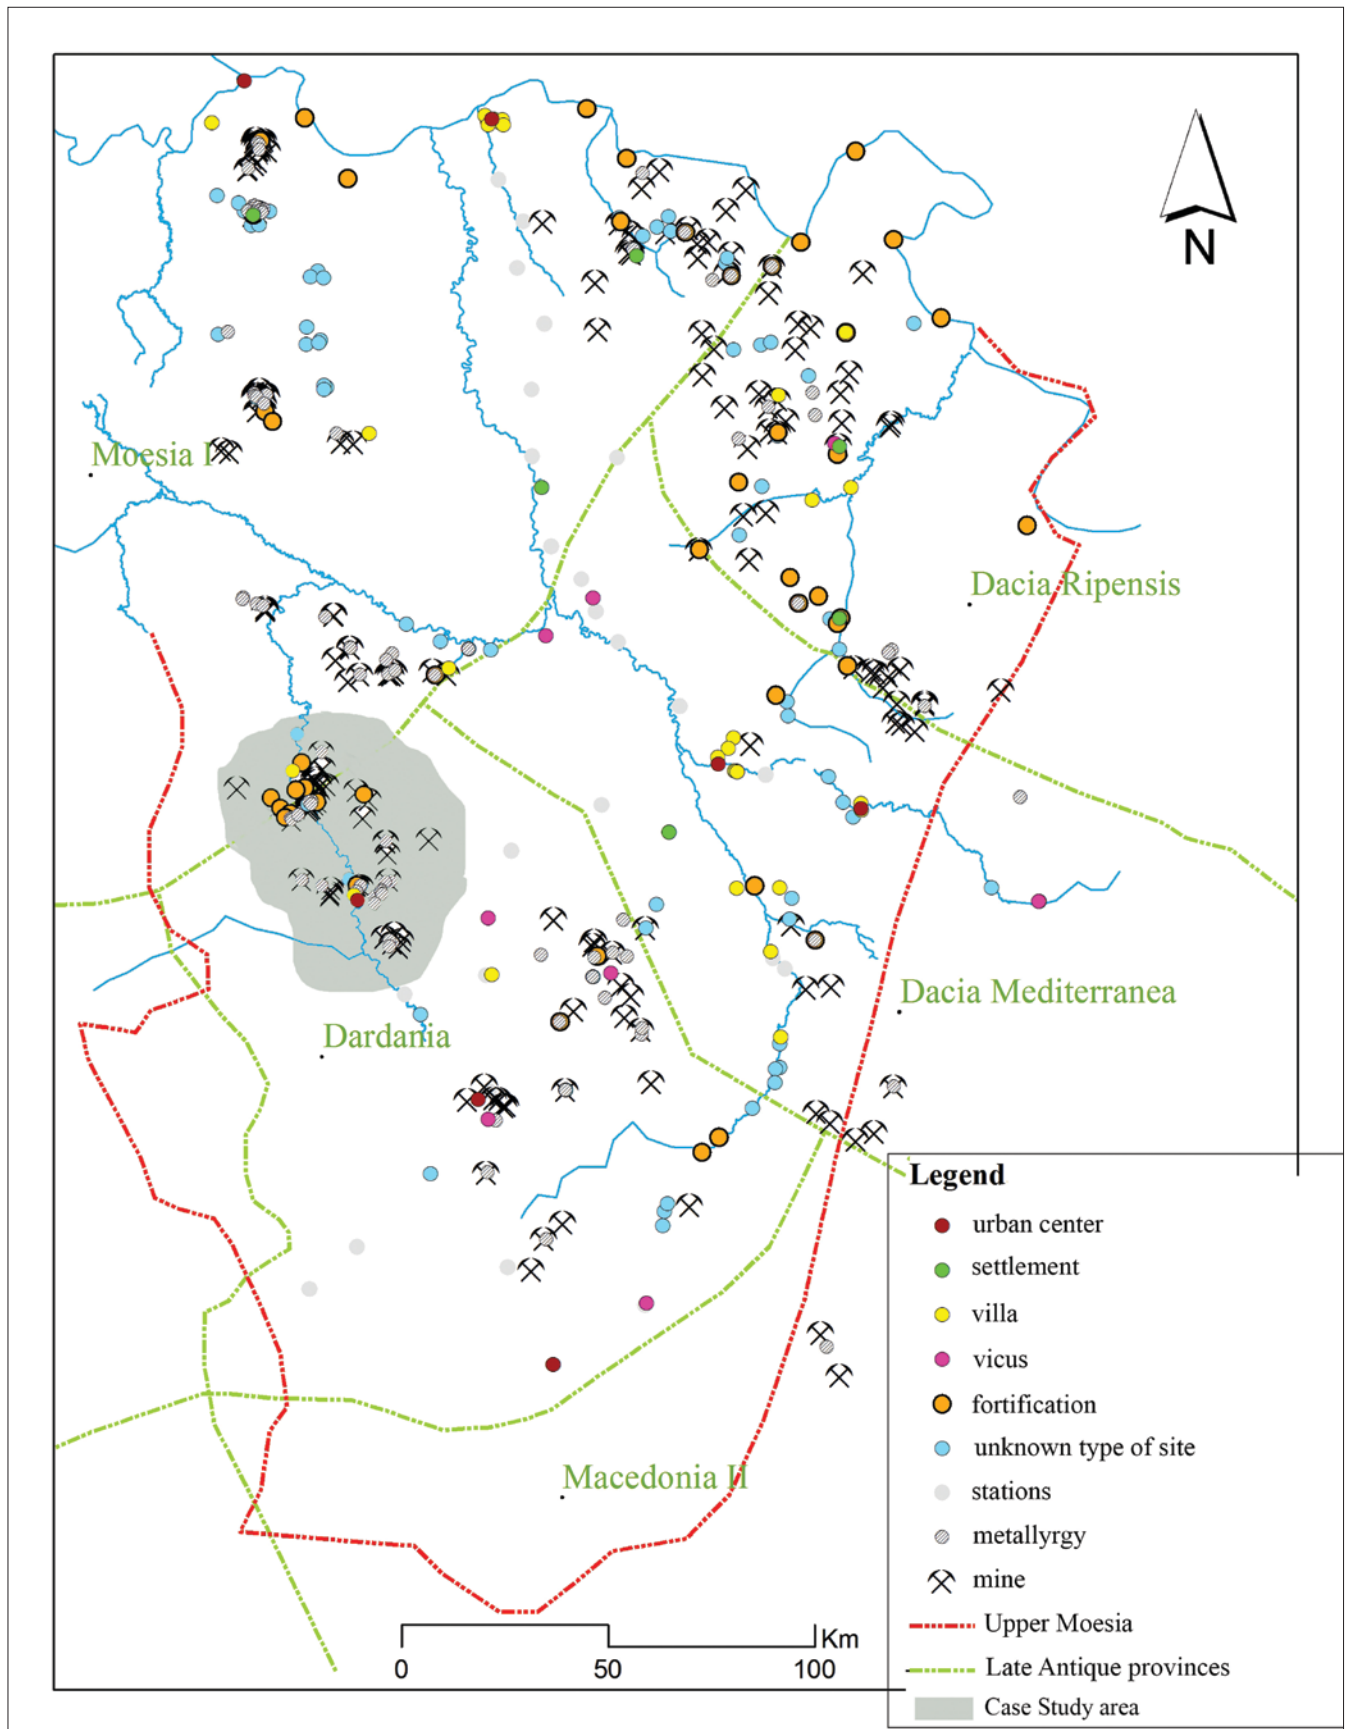 N
Moesia I
Dacia Ripensis
Dacia Mediterranea
Dardania
Macedonia II
Legend
urban center
settlement
villa
vicus
fortification
unknown type of site
stations
metallyrgy
mine
Upper Moesia
Late Antique provinces
Case Study area
Km
0 50 100